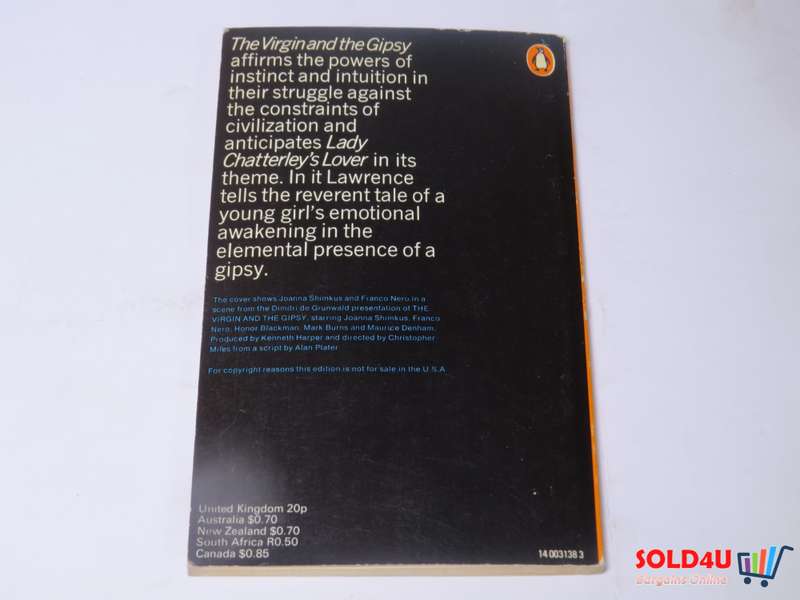 The Virgin and the Gipsy
affirms the powers of
instinct and intuition in
their struggle against
the constraints of
civilization and
anticipates Lady
Chatterley's Lover in its
theme. In it Lawrence
tells the reverent tale of a
young girl's emotional
awakening in the
elemental presence of a
gipsy.
The cover shows Joanna Shimkus and Franco Nero in a
scene from the Dimitri de Grunwald presentation of THE
VIRGIN AND THE GIPSY, starring Joanna Shimkus, Franco
Nero, Honor Blackman, Mark Burns and Maurice Denham.
Produced by Kenneth Harper and directed by Christopher
Miles from a script by Alan Plater
For copyright reasons this edition is not for sale in the U.S.A.
United Kingdom 20p
Australia $0.70
New Zealand $0.70
South Africa R0.50
Canada $0.85
14 003138 3
SOLD4U
Bargains Online